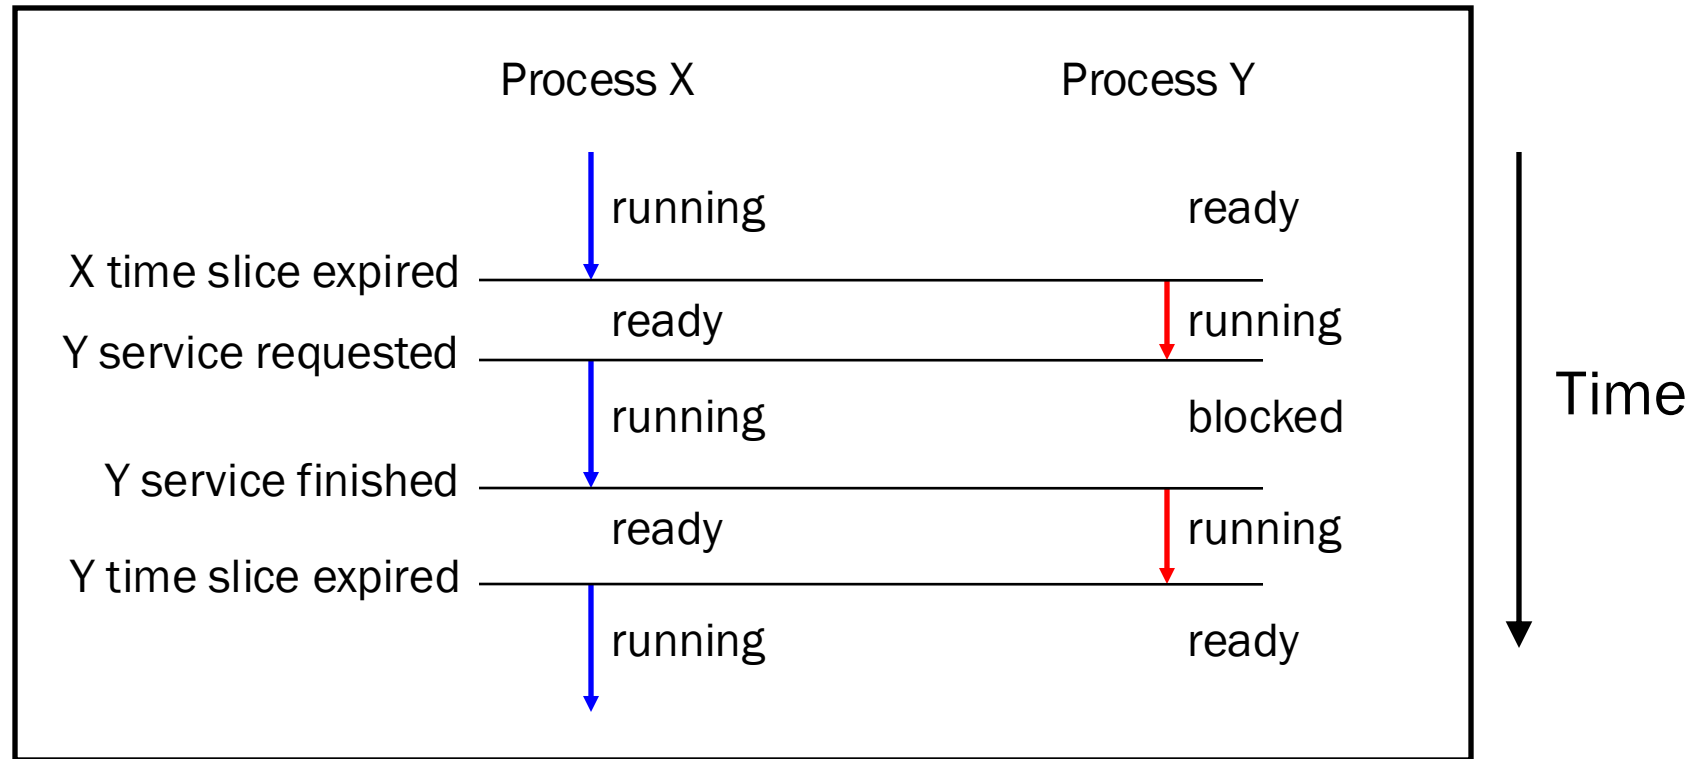 Process X Process Y
running ready
X time slice expired
ready running
Y service requested
running blocked
Time
Y service finished
ready running
Y time slice expired
running ready